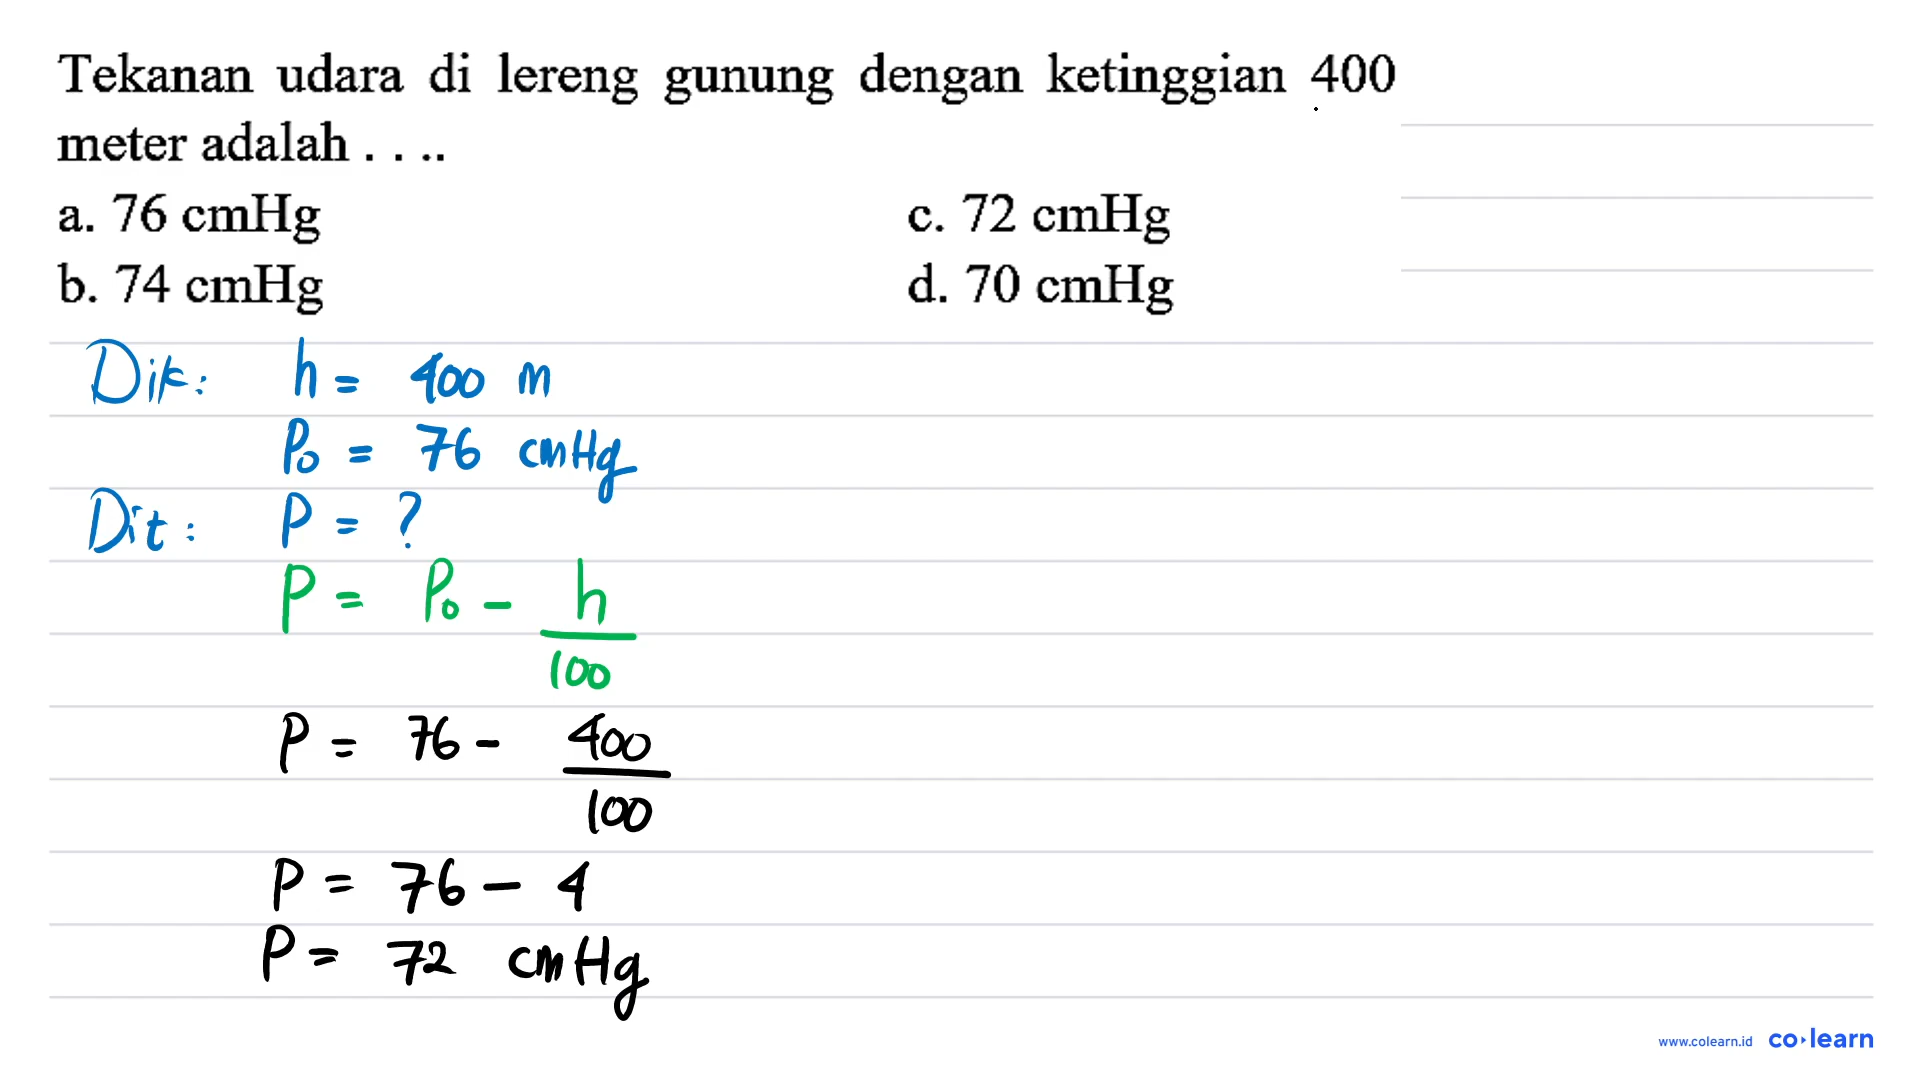 Tekanan udara di lereng gunung dengan ketinggian 400
meter adalah . . ..
a. 76 cmHg
c. 72 cmHg
b. 74 cmHg
d. 70 cmHg
Dik: h = 400 m
P0 = 76 cmHg
Dit: P = ?
P = P0 - h
100
P = 76 - 400
100
P = 76 - 4
P = 72 cmHg
www.colearn.id co learn